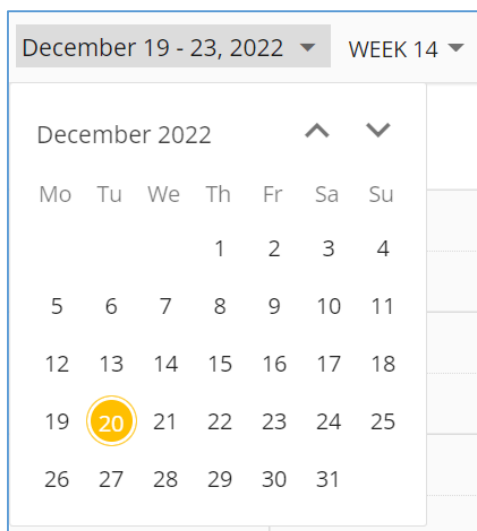 December 19 - 23, 2022 WEEK 14
December 2022
Mo Tu We Th Fr Sa Su
1 2 3 4
5 6 7 8 9 10 11
12 13 14 15 16 17 18
19 20 21 22 23 24 25
26 27 28 29 30 31